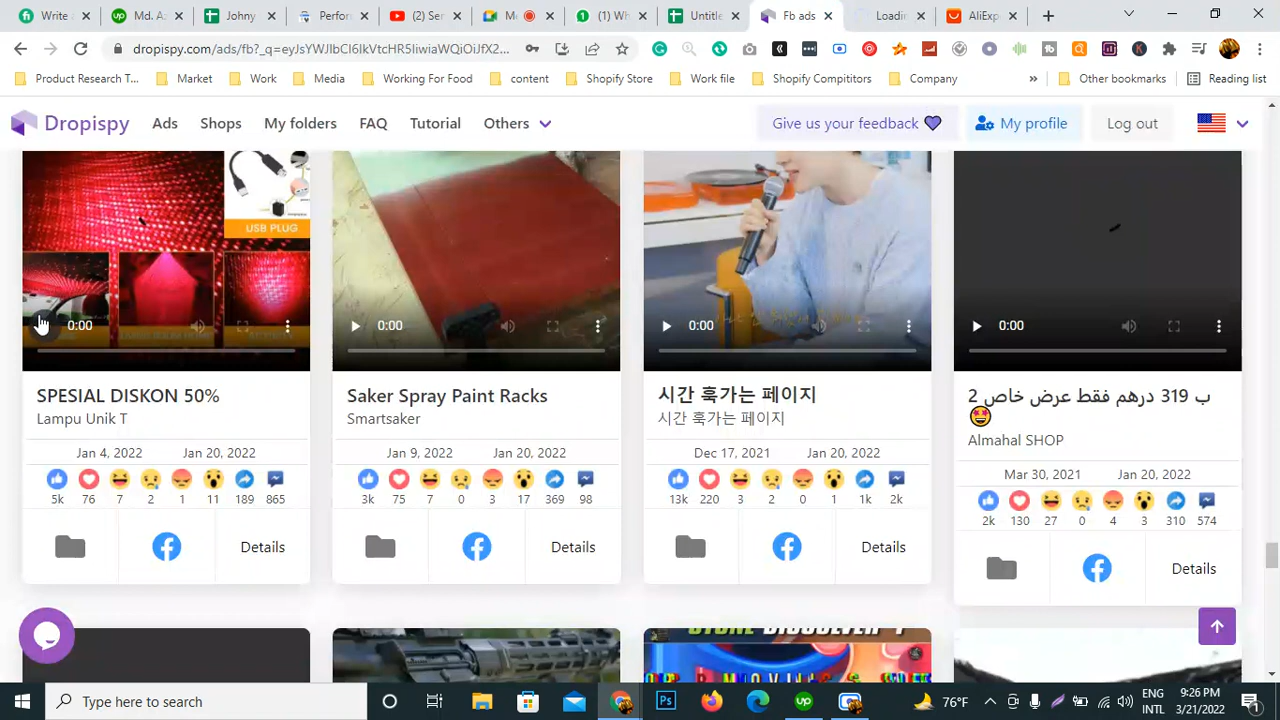 Write
Md. Az
Johny
Perfor
(2) Ser
M
(1) Wh
Untitle
Fb ads
Loadin
AliExp
dropispy.com/ads/fb?_q=eyJsYWJlbCI6IkVtcHR5IiwiaWQiOiJfX2...
Product Research T...
Market
Work
Media
Working For Food
content
Shopify Store
Work file
Shopify Compititors
Company
»
Other bookmarks
Reading list
Dropispy
Ads
Shops
My folders
FAQ
Tutorial
Others
Give us your feedback
My profile
Log out
USB PLUG
0:00
0:00
0:00
0:00
SPESIAL DISKON 50%
Lampu Unik T
Jan 4, 2022 Jan 20, 2022
5k 76 7 2 1 11 189 865
Details
Saker Spray Paint Racks
Smartsaker
Jan 9, 2022 Jan 20, 2022
3k 75 7 0 3 17 369 98
Details
시간 훅가는 페이지
시간 훅가는 페이지
Dec 17, 2021 Jan 20, 2022
13k 220 3 2 0 1 1k 2k
Details
ب 319 درهم فقط عرض خاص 2
🤩
Almahal SHOP
Mar 30, 2021 Jan 20, 2022
2k 130 27 0 4 3 310 574
Details
STONE DISSOLVER
Type here to search
Ps
up
76°F
ENG
INTL
9:26 PM
3/21/2022
1